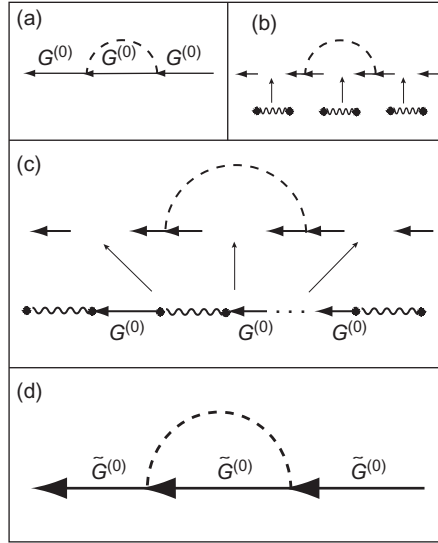 (a)
G^{(0)} G^{(0)} G^{(0)}
(b)
(c)
. . . .
G^{(0)} G^{(0)} G^{(0)}
(d)
G̃^{(0)} G̃^{(0)} G̃^{(0)}